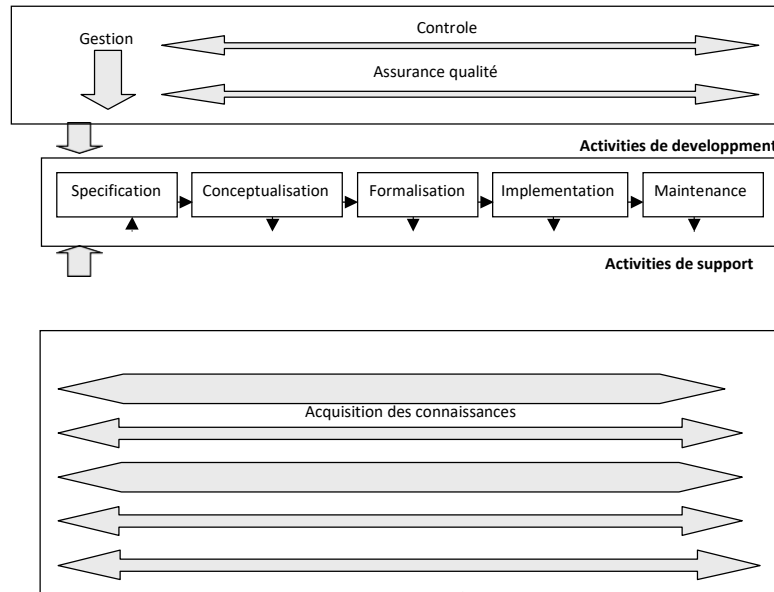 Gestion
Controle
Assurance qualité
Activities de developpment
Specification
Conceptualisation
Formalisation
Implementation
Maintenance
Activities de support
Acquisition des connaissances